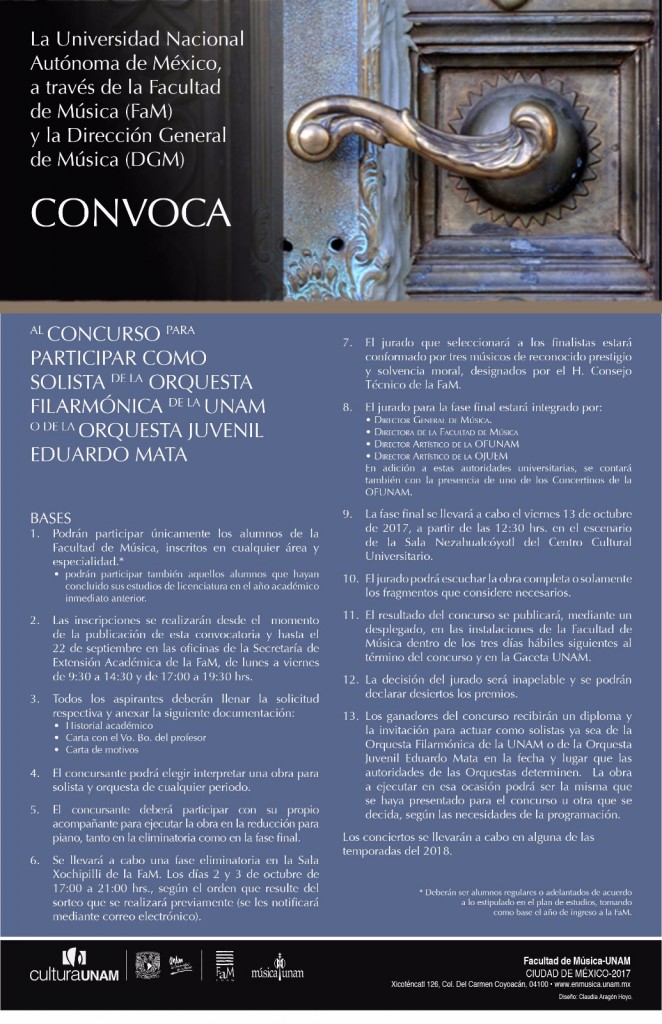 La Universidad Nacional
Autónoma de México,
a través de la Facultad
de Música (FaM)
y la Dirección General
de Música (DGM)
CONVOCA
AL CONCURSO PARA
PARTICIPAR COMO
SOLISTA DE LA ORQUESTA
FILARMÓNICA DE LA UNAM
O DE LA ORQUESTA JUVENIL
EDUARDO MATA
BASES
1. Podrán participar únicamente los alumnos de la
Facultad de Música, inscritos en cualquier área y
especialidad.*
• podrán participar también aquellos alumnos que hayan
concluido sus estudios de licenciatura en el año académico
inmediato anterior.
2. Las inscripciones se realizarán desde el momento
de la publicación de esta convocatoria y hasta el
22 de septiembre en las oficinas de la Secretaría de
Extensión Académica de la FaM, de lunes a viernes
de 9:30 a 14:30 y de 17:00 a 19:30 hrs.
3. Todos los aspirantes deberán llenar la solicitud
respectiva y anexar la siguiente documentación:
• Historial académico
• Carta con el Vo. Bo. del profesor
• Carta de motivos
4. El concursante podrá elegir interpretar una obra para
solista y orquesta de cualquier periodo.
5. El concursante deberá participar con su propio
acompañante para ejecutar la obra en la reducción para
piano, tanto en la eliminatoria como en la fase final.
6. Se llevará a cabo una fase eliminatoria en la Sala
Xochipilli de la FaM. Los días 2 y 3 de octubre de
17:00 a 21:00 hrs., según el orden que resulte del
sorteo que se realizará previamente (se les notificará
mediante correo electrónico).
7. El jurado que seleccionará a los finalistas estará
conformado por tres músicos de reconocido prestigio
y solvencia moral, designados por el H. Consejo
Técnico de la FaM.
8. El jurado para la fase final estará integrado por:
• Director General de Música.
• Directora de la Facultad de Música
• Director Artístico de la OFUNAM
• Director Artístico de la OJUEM
En adición a estas autoridades universitarias, se contará
también con la presencia de uno de los Concertinos de la
OFUNAM.
9. La fase final se llevará a cabo el viernes 13 de octubre
de 2017, a partir de las 12:30 hrs. en el escenario
de la Sala Nezahualcóyotl del Centro Cultural
Universitario.
10. El jurado podrá escuchar la obra completa o solamente
los fragmentos que considere necesarios.
11. El resultado del concurso se publicará, mediante un
desplegado, en las instalaciones de la Facultad de
Música dentro de los tres días hábiles siguientes al
término del concurso y en la Gaceta UNAM.
12. La decisión del jurado será inapelable y se podrán
declarar desiertos los premios.
13. Los ganadores del concurso recibirán un diploma y
la invitación para actuar como solistas ya sea de la
Orquesta Filarmónica de la UNAM o de la Orquesta
Juvenil Eduardo Mata en la fecha y lugar que las
autoridades de las Orquestas determinen. La obra
a ejecutar en esa ocasión podrá ser la misma que
se haya presentado para el concurso u otra que se
decida, según las necesidades de la programación.
Los conciertos se llevarán a cabo en alguna de las
temporadas del 2018.
* Deberán ser alumnos regulares o adelantados de acuerdo
a lo estipulado en el plan de estudios, tomando
como base el año de ingreso a la FaM.
culturaUNAM
FaM
música unam
Facultad de Música-UNAM
CIUDAD DE MÉXICO-2017
Xicoténcatl 126, Col. Del Carmen Coyoacán, 04100 • www.enmusica.unam.mx
Diseño: Claudia Aragón Hoyo.